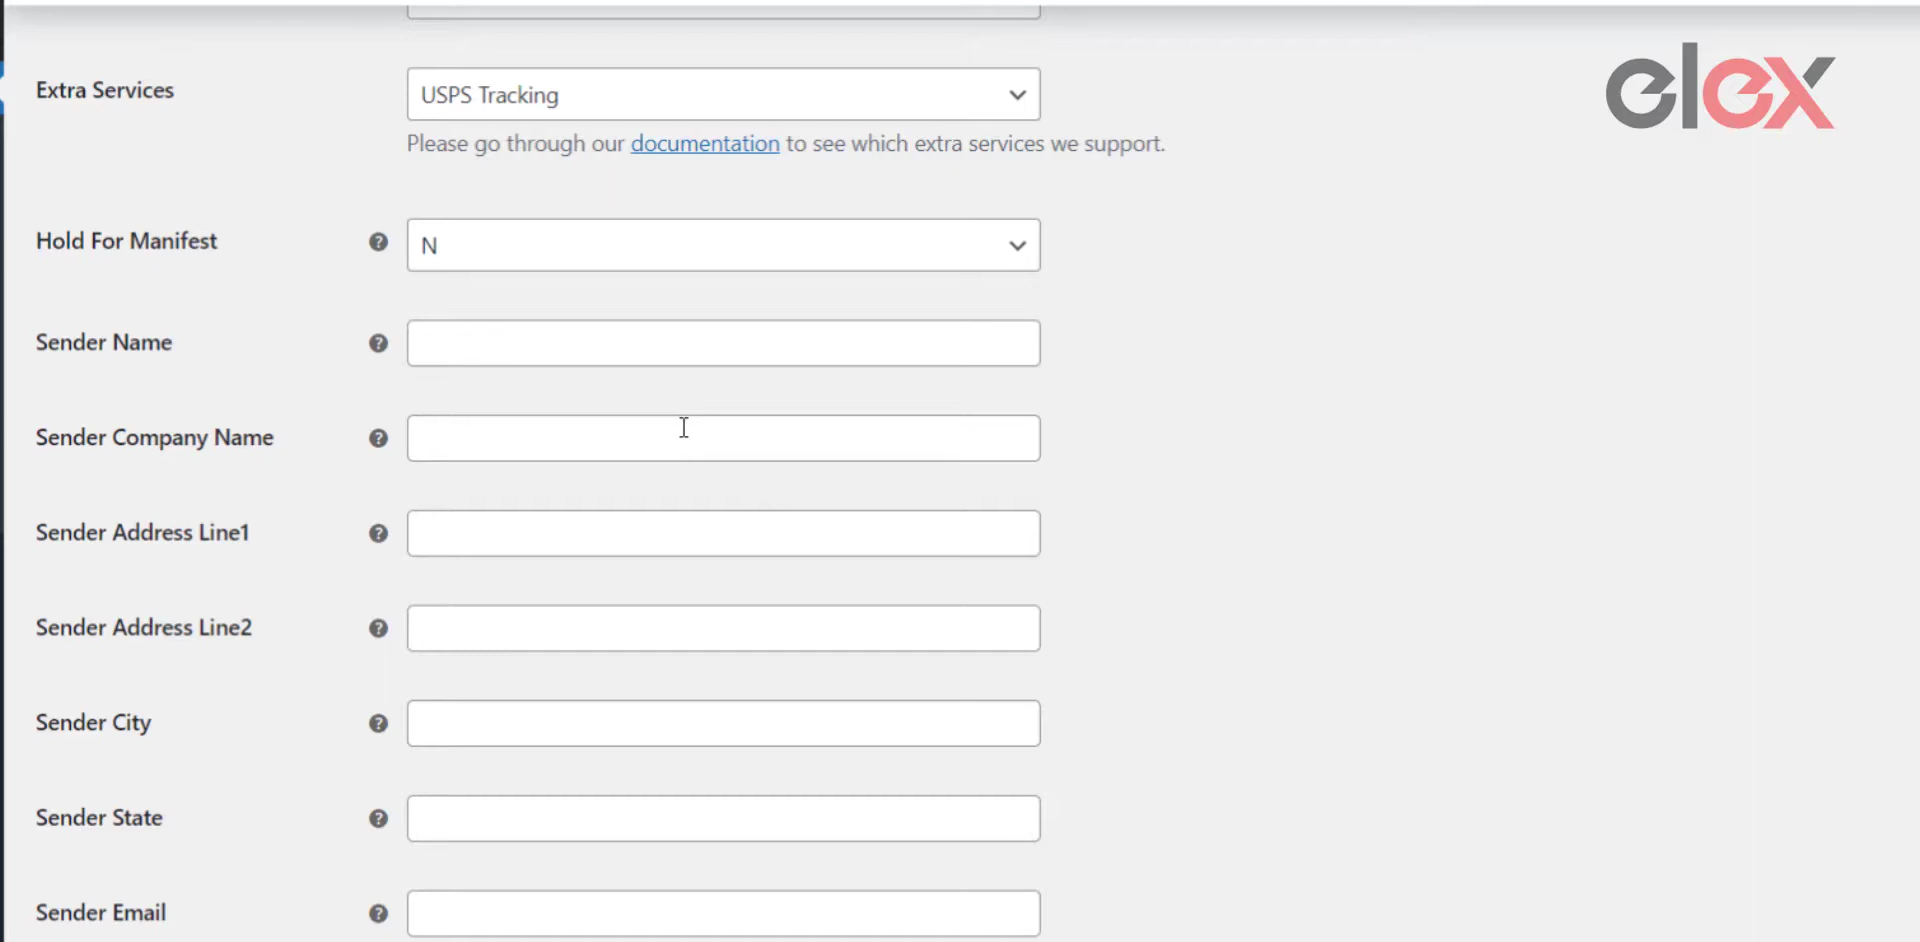 elex
Extra Services
USPS Tracking
Please go through our documentation to see which extra services we support.
Hold For Manifest
N
Sender Name
Sender Company Name
Sender Address Line1
Sender Address Line2
Sender City
Sender State
Sender Email